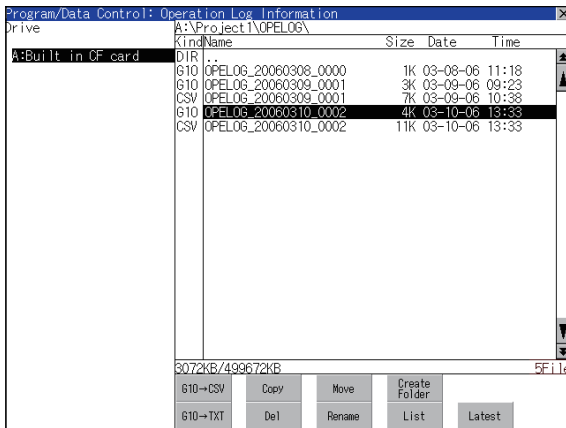 Program/Data Control: Operation Log Information
Drive A:\Project1\OPELOG\
Kind Name Size Date Time
A:Built in CF card DIR ..
G10 OPELOG_20060308_0000 1K 03-08-06 11:18
G10 OPELOG_20060309_0001 3K 03-09-06 09:23
CSV OPELOG_20060309_0001 7K 03-09-06 10:38
G10 OPELOG_20060310_0002 4K 03-10-06 13:33
CSV OPELOG_20060310_0002 11K 03-10-06 13:33
3072KB/499672KB 5File
G10→CSV Copy Move Create Folder
G10→TXT Del Rename List Latest